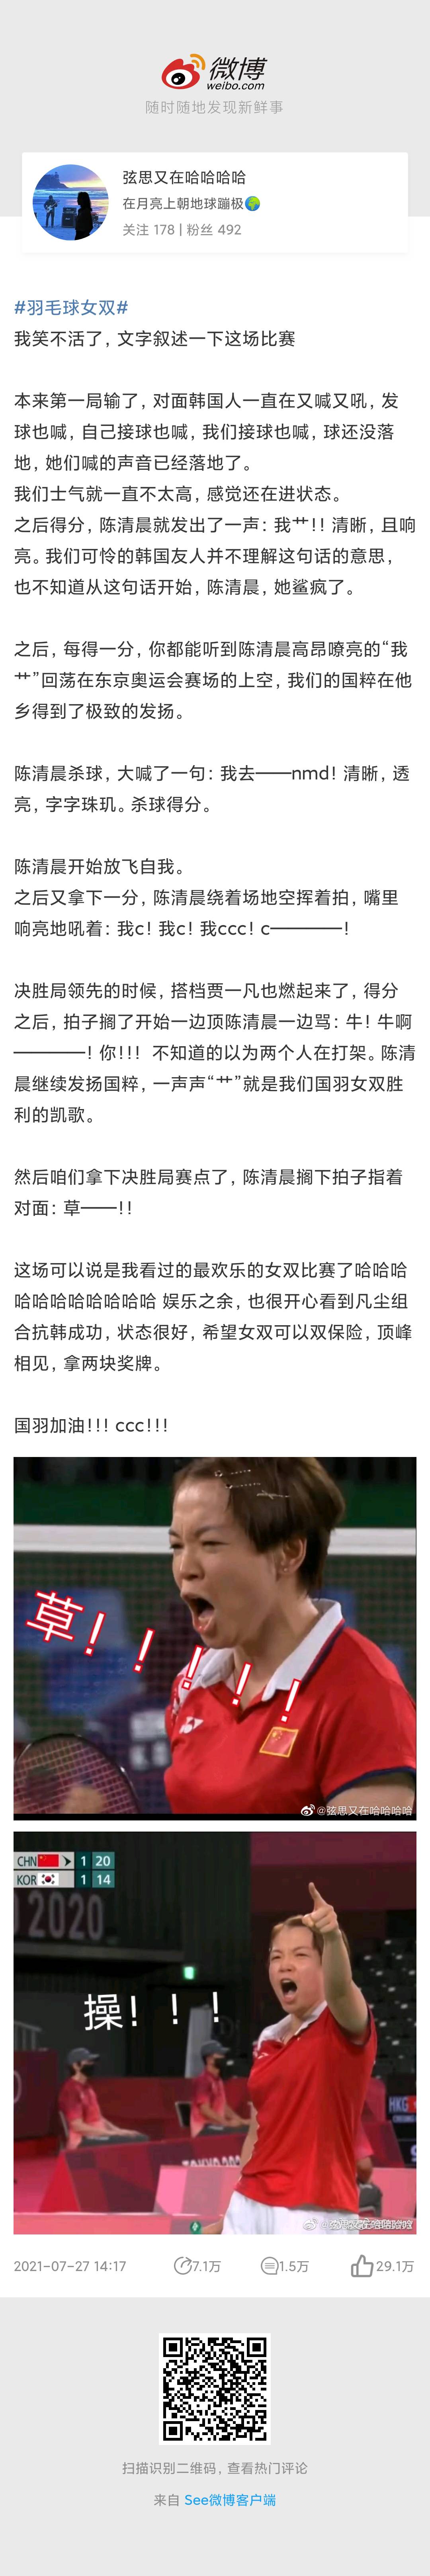 微博
weibo.com
随时随地发现新鲜事
弦思又在哈哈哈哈
在月亮上朝地球蹦极🌍
关注 178 | 粉丝 492
#羽毛球女双#
我笑不活了, 文字叙述一下这场比赛
本来第一局输了, 对面韩国人一直在又喊又吼, 发
球也喊, 自己接球也喊, 我们接球也喊, 球还没落
地, 她们喊的声音已经落地了。
我们士气就一直不太高, 感觉还在进状态。
之后得分, 陈清晨就发出了一声: 我艹!! 清晰, 且响
亮。我们可怜的韩国友人并不理解这句话的意思,
也不知道从这句话开始, 陈清晨, 她鲨疯了。
之后, 每得一分, 你都能听到陈清晨高昂嘹亮的“我
艹”回荡在东京奥运会赛场的上空, 我们的国粹在他
乡得到了极致的发扬。
陈清晨杀球, 大喊了一句: 我去——nmd! 清晰, 透
亮, 字字珠玑。杀球得分。
陈清晨开始放飞自我。
之后又拿下一分, 陈清晨绕着场地空挥着拍, 嘴里
响亮地吼着: 我c! 我c! 我ccc! c————!
决胜局领先的时候, 搭档贾一凡也燃起来了, 得分
之后, 拍子搁了开始一边顶陈清晨一边骂: 牛! 牛啊
————! 你!!! 不知道的以为两个人在打架。陈清
晨继续发扬国粹, 一声声“艹”就是我们国羽女双胜
利的凯歌。
然后咱们拿下决胜局赛点了, 陈清晨搁下拍子指着
对面: 草——!!
这场可以说是我看过的最欢乐的女双比赛了哈哈哈
哈哈哈哈哈哈哈哈 娱乐之余, 也很开心看到凡尘组
合抗韩成功, 状态很好, 希望女双可以双保险, 顶峰
相见, 拿两块奖牌。
国羽加油!!! ccc!!!
草!!!!!
@弦思又在哈哈哈哈
CHN 1 20
KOR 1 14
2020
操!!!
HKG
TOKYO 2020
2021-07-27 14:17 7.1万 1.5万 29.1万
扫描识别二维码, 查看热门评论
来自 See微博客户端